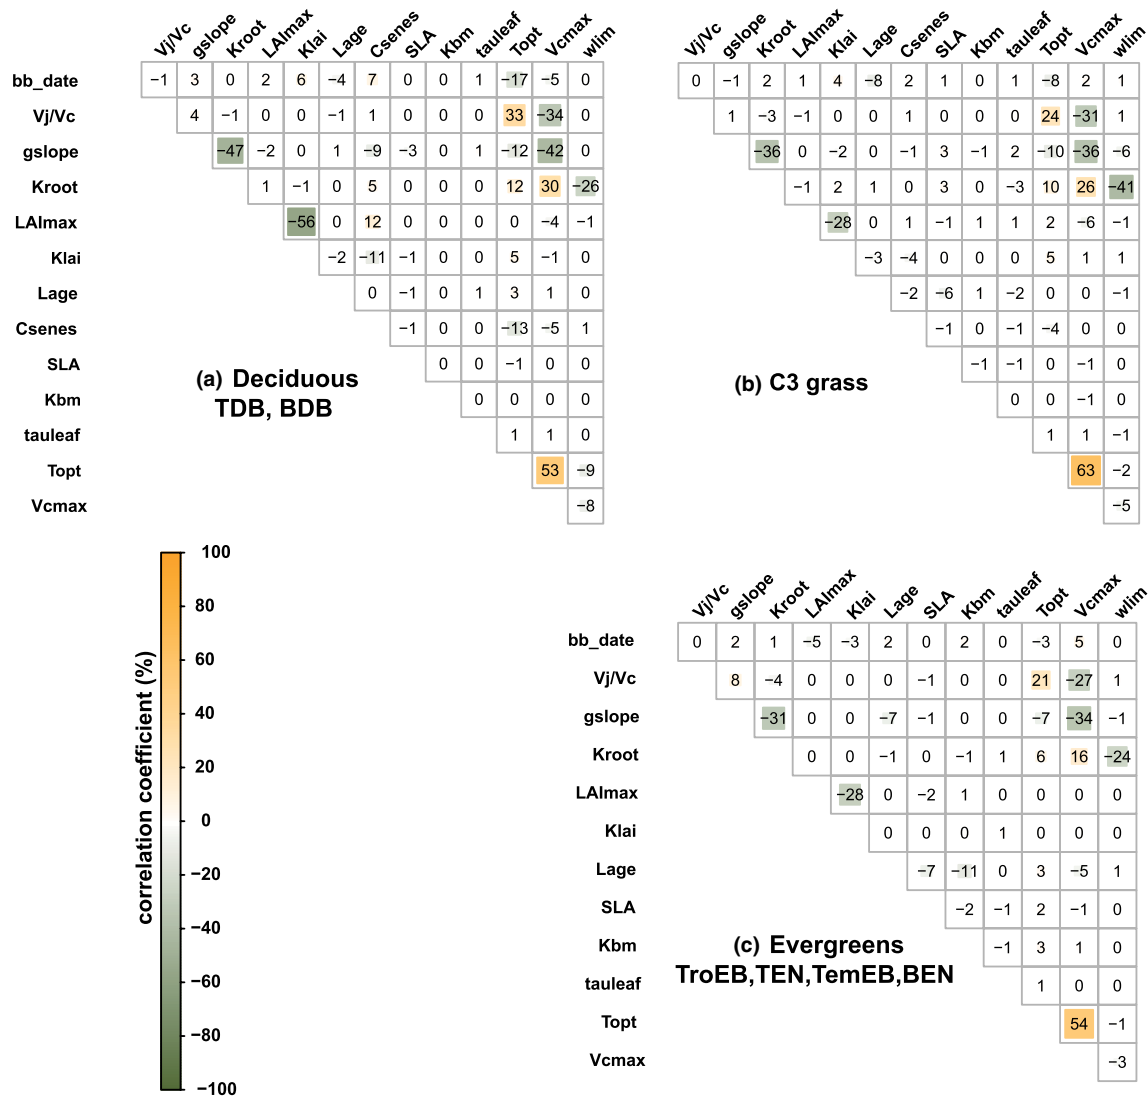 Vj/Vc gslope Kroot LAImax Klai Lage Csenes SLA Kbm tauleaf Topt Vcmax wlim
bb_date −1 3 0 2 6 −4 7 0 0 1 −17 −5 0
Vj/Vc 4 −1 0 0 −1 1 0 0 0 33 −34 0
gslope −47 −2 0 1 −9 −3 0 1 −12 −42 0
Kroot 1 −1 0 5 0 0 0 12 30 −26
LAImax −56 0 12 0 0 0 0 −4 −1
Klai −2 −11 −1 0 0 5 −1 0
Lage 0 −1 0 1 3 1 0
Csenes −1 0 0 −13 −5 1
SLA 0 0 −1 0 0
Kbm 0 0 0 0
tauleaf 1 1 0
Topt 53 −9
Vcmax −8
(a) Deciduous
TDB, BDB
Vj/Vc gslope Kroot LAImax Klai Lage Csenes SLA Kbm tauleaf Topt Vcmax wlim
0 −1 2 1 4 −8 2 1 0 1 −8 2 1
1 −3 −1 0 0 1 0 0 0 24 −31 1
−36 0 −2 0 −1 3 −1 2 −10 −36 −6
−1 2 1 0 3 0 −3 10 26 −41
−28 0 1 −1 1 1 2 −6 −1
−3 −4 0 0 0 5 1 1
−2 −6 1 −2 0 0 −1
−1 0 −1 −4 0 0
−1 −1 0 −1 0
0 0 −1 0
1 1 −1
63 −2
−5
(b) C3 grass
correlation coefficient (%)
100
80
60
40
20
0
−20
−40
−60
−80
−100
Vj/Vc gslope Kroot LAImax Klai Lage SLA Kbm tauleaf Topt Vcmax wlim
bb_date 0 2 1 −5 −3 2 0 2 0 −3 5 0
Vj/Vc 8 −4 0 0 0 −1 0 0 21 −27 1
gslope −31 0 0 −7 −1 0 0 −7 −34 −1
Kroot 0 0 −1 0 −1 1 6 16 −24
LAImax −28 0 −2 1 0 0 0 0
Klai 0 0 0 1 0 0 0
Lage −7 −11 0 3 −5 1
SLA −2 −1 2 −1 0
Kbm −1 3 1 0
tauleaf 1 0 0
Topt 54 −1
Vcmax −3
(c) Evergreens
TroEB,TEN,TemEB,BEN